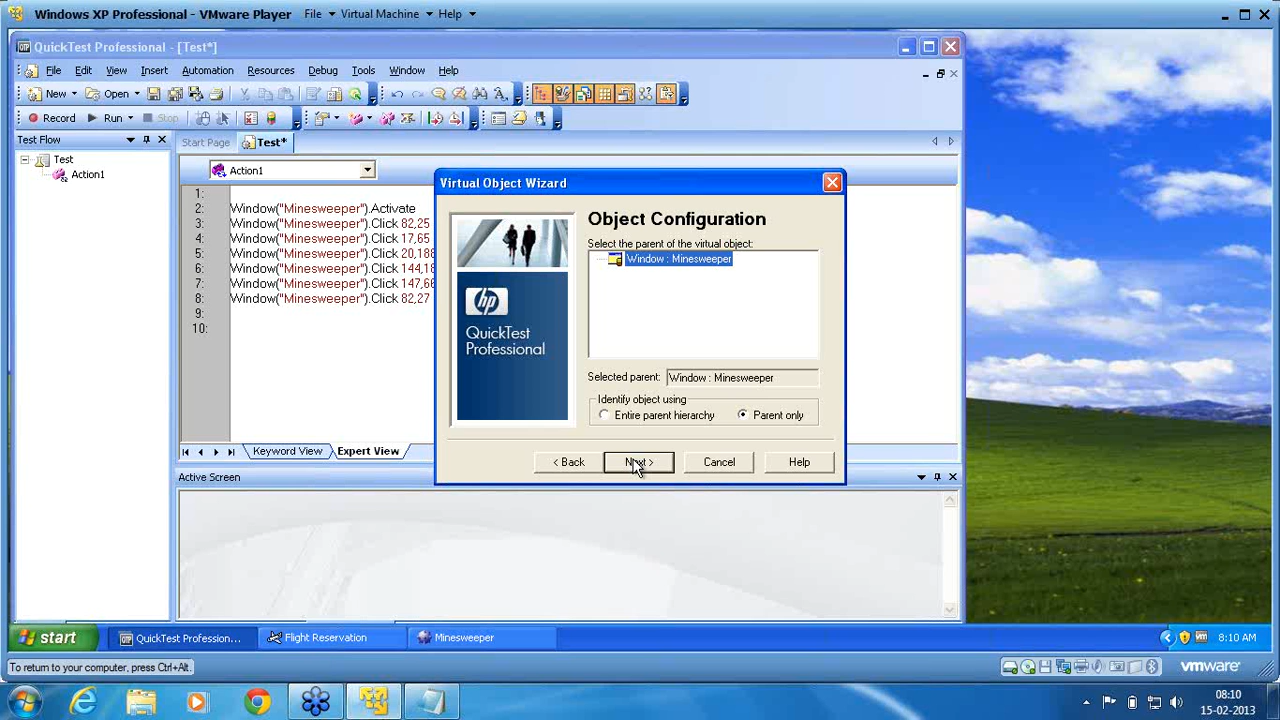 Windows XP Professional - VMware Player File Virtual Machine Help
QuickTest Professional - [Test*]
File Edit View Insert Automation Resources Debug Tools Window Help
New Open
Record Run Stop
Test Flow
Start Page Test*
Test
Action1
Action1
1:
2: Window("Minesweeper").Activate
3: Window("Minesweeper").Click 82,25
4: Window("Minesweeper").Click 17,65
5: Window("Minesweeper").Click 20,188
6: Window("Minesweeper").Click 144,18
7: Window("Minesweeper").Click 147,66
8: Window("Minesweeper").Click 82,27
9:
10:
Keyword View Expert View
Active Screen
Virtual Object Wizard
hp
QuickTest
Professional
Object Configuration
Select the parent of the virtual object:
Window : Minesweeper
Selected parent: Window : Minesweeper
Identify object using
Entire parent hierarchy Parent only
< Back Next > Cancel Help
start QuickTest Profession... Flight Reservation Minesweeper 8:10 AM
To return to your computer, press Ctrl+Alt. vmware
08:10
15-02-2013